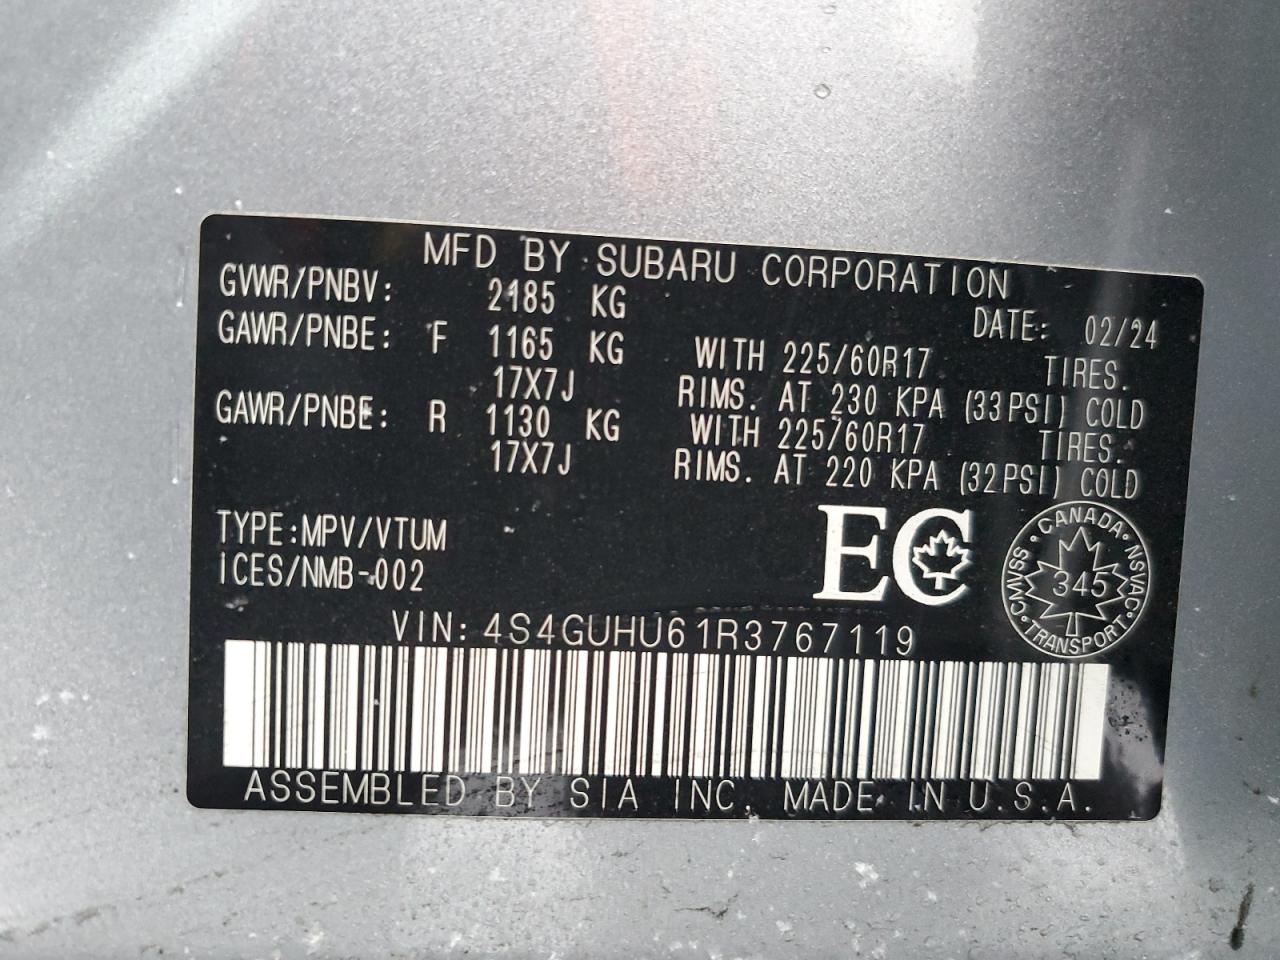 MFD BY SUBARU CORPORATION
GVWR/PNBV: 2185 KG DATE: 02/24
GAWR/PNBE: F 1165 KG WITH 225/60R17 TIRES.
17X7J RIMS. AT 230 KPA (33PSI) COLD
GAWR/PNBE: R 1130 KG WITH 225/60R17 TIRES.
17X7J RIMS. AT 220 KPA (32PSI) COLD
TYPE:MPV/VTUM
ICES/NMB-002
EC
CANADA • NSVAC • TRANSPORT • CMVSS •
345
VIN: 4S4GUHU61R3767119
ASSEMBLED BY SIA INC. MADE IN U.S.A.